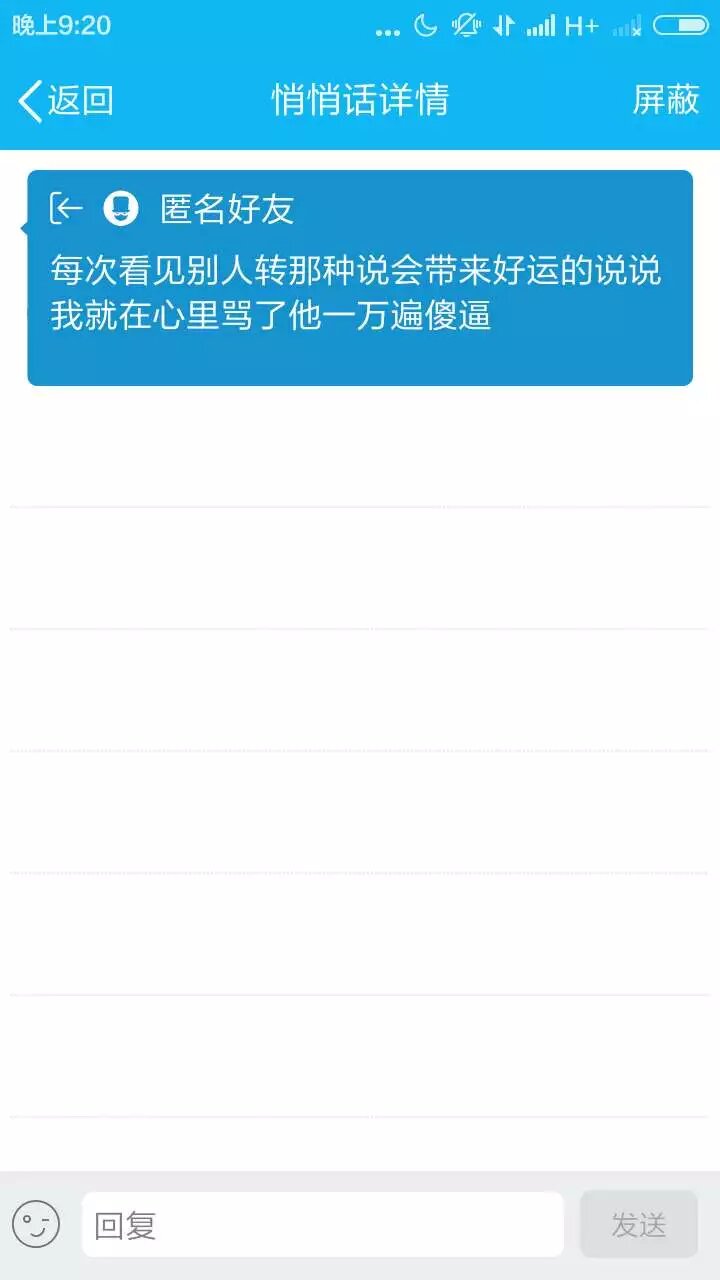 晚上9:20
H+
返回
悄悄话详情
屏蔽
匿名好友
每次看见别人转那种说会带来好运的说说
我就在心里骂了他一万遍傻逼
回复
发送